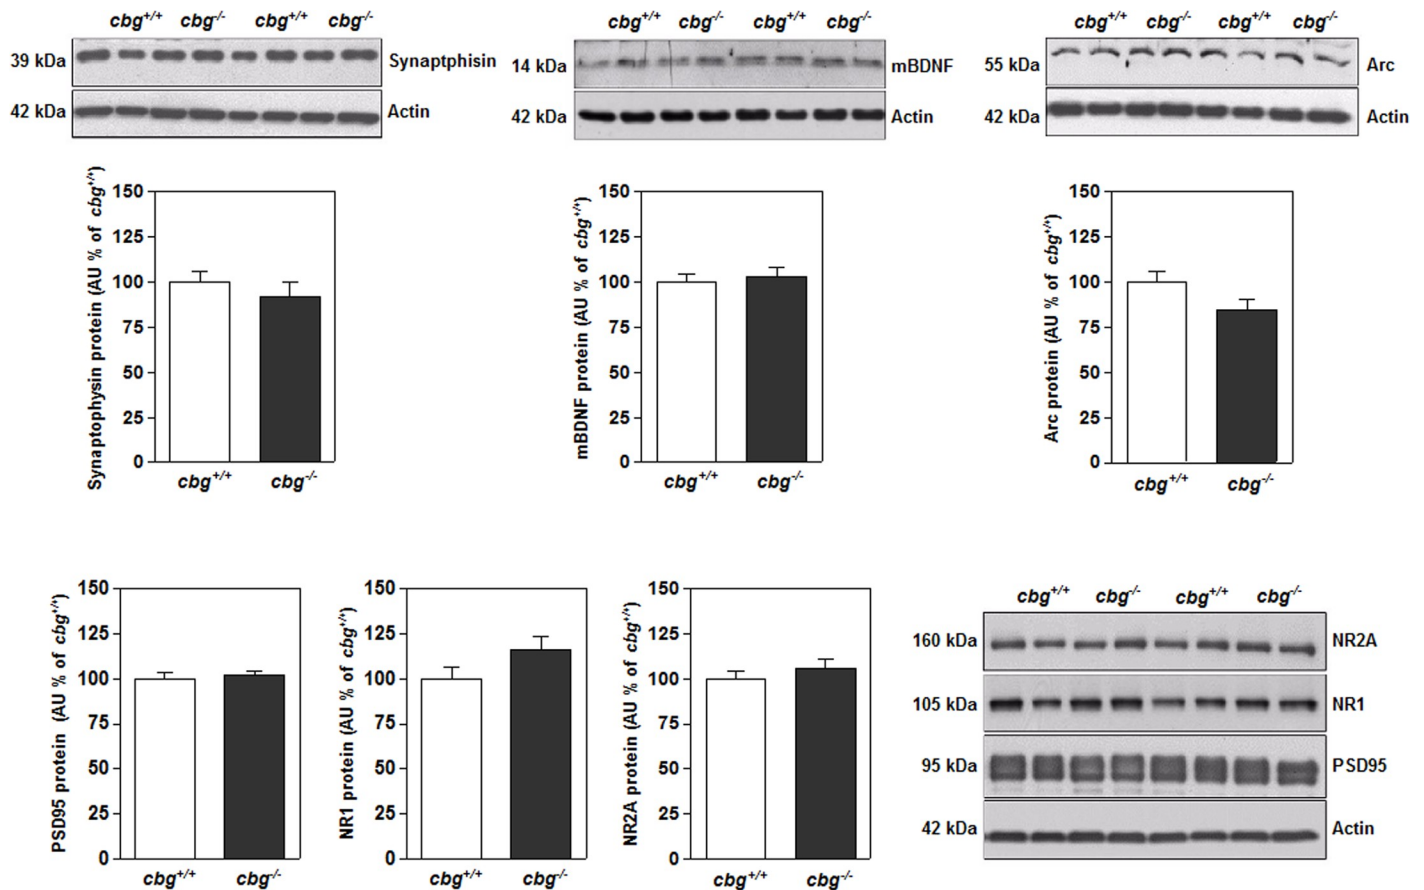 cbg+/+ cbg-/- cbg+/+ cbg-/-
39 kDa Synaptphisin
42 kDa Actin
cbg+/+ cbg-/- cbg+/+ cbg-/-
14 kDa mBDNF
42 kDa Actin
cbg+/+ cbg-/- cbg+/+ cbg-/-
55 kDa Arc
42 kDa Actin
Synaptophysin protein (AU % of cbg+/+)
150
125
100
75
50
25
0
cbg+/+ cbg-/-
mBDNF protein (AU % of cbg+/+)
150
125
100
75
50
25
0
cbg+/+ cbg-/-
Arc protein (AU % of cbg+/+)
150
125
100
75
50
25
0
cbg+/+ cbg-/-
PSD95 protein (AU % of cbg+/+)
150
125
100
75
50
25
0
cbg+/+ cbg-/-
NR1 protein (AU % of cbg+/+)
150
125
100
75
50
25
0
cbg+/+ cbg-/-
NR2A protein (AU % of cbg+/+)
150
125
100
75
50
25
0
cbg+/+ cbg-/-
cbg+/+ cbg-/- cbg+/+ cbg-/-
160 kDa NR2A
105 kDa NR1
95 kDa PSD95
42 kDa Actin